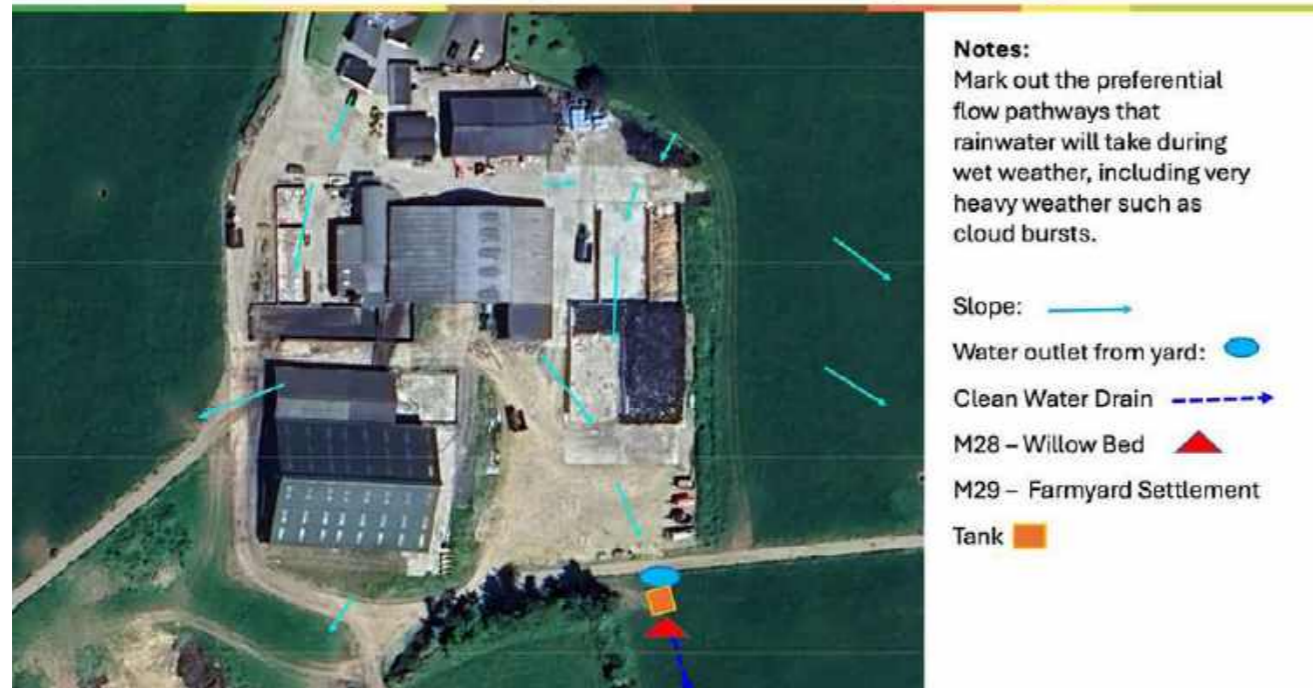 Notes:
Mark out the preferential
flow pathways that
rainwater will take during
wet weather, including very
heavy weather such as
cloud bursts.
Slope:
Water outlet from yard:
Clean Water Drain
M28 – Willow Bed
M29 – Farmyard Settlement
Tank